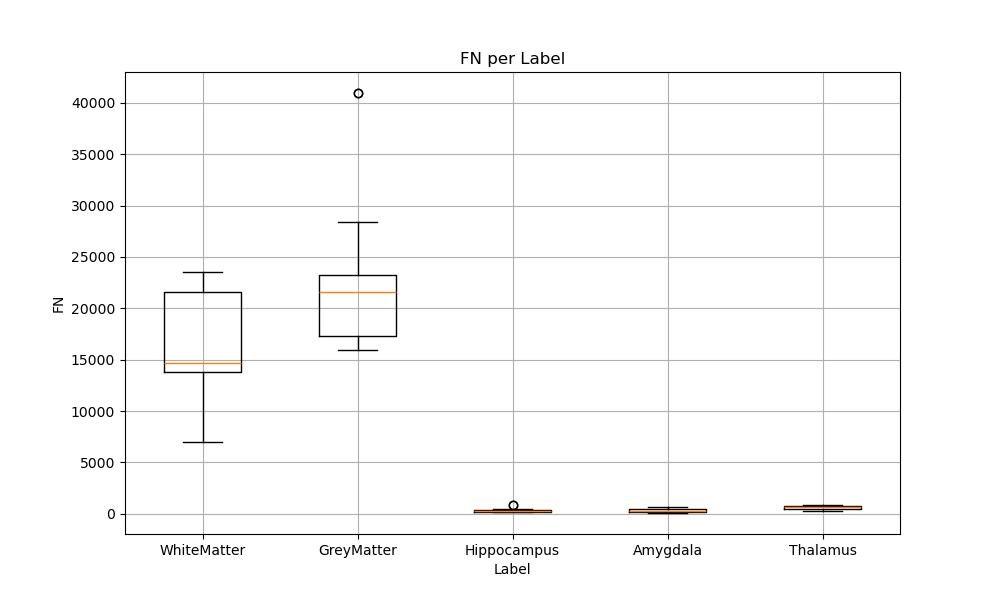 FN per Label
40000
35000
30000
25000
20000
15000
10000
5000
0
FN
WhiteMatter GreyMatter Hippocampus Amygdala Thalamus
Label